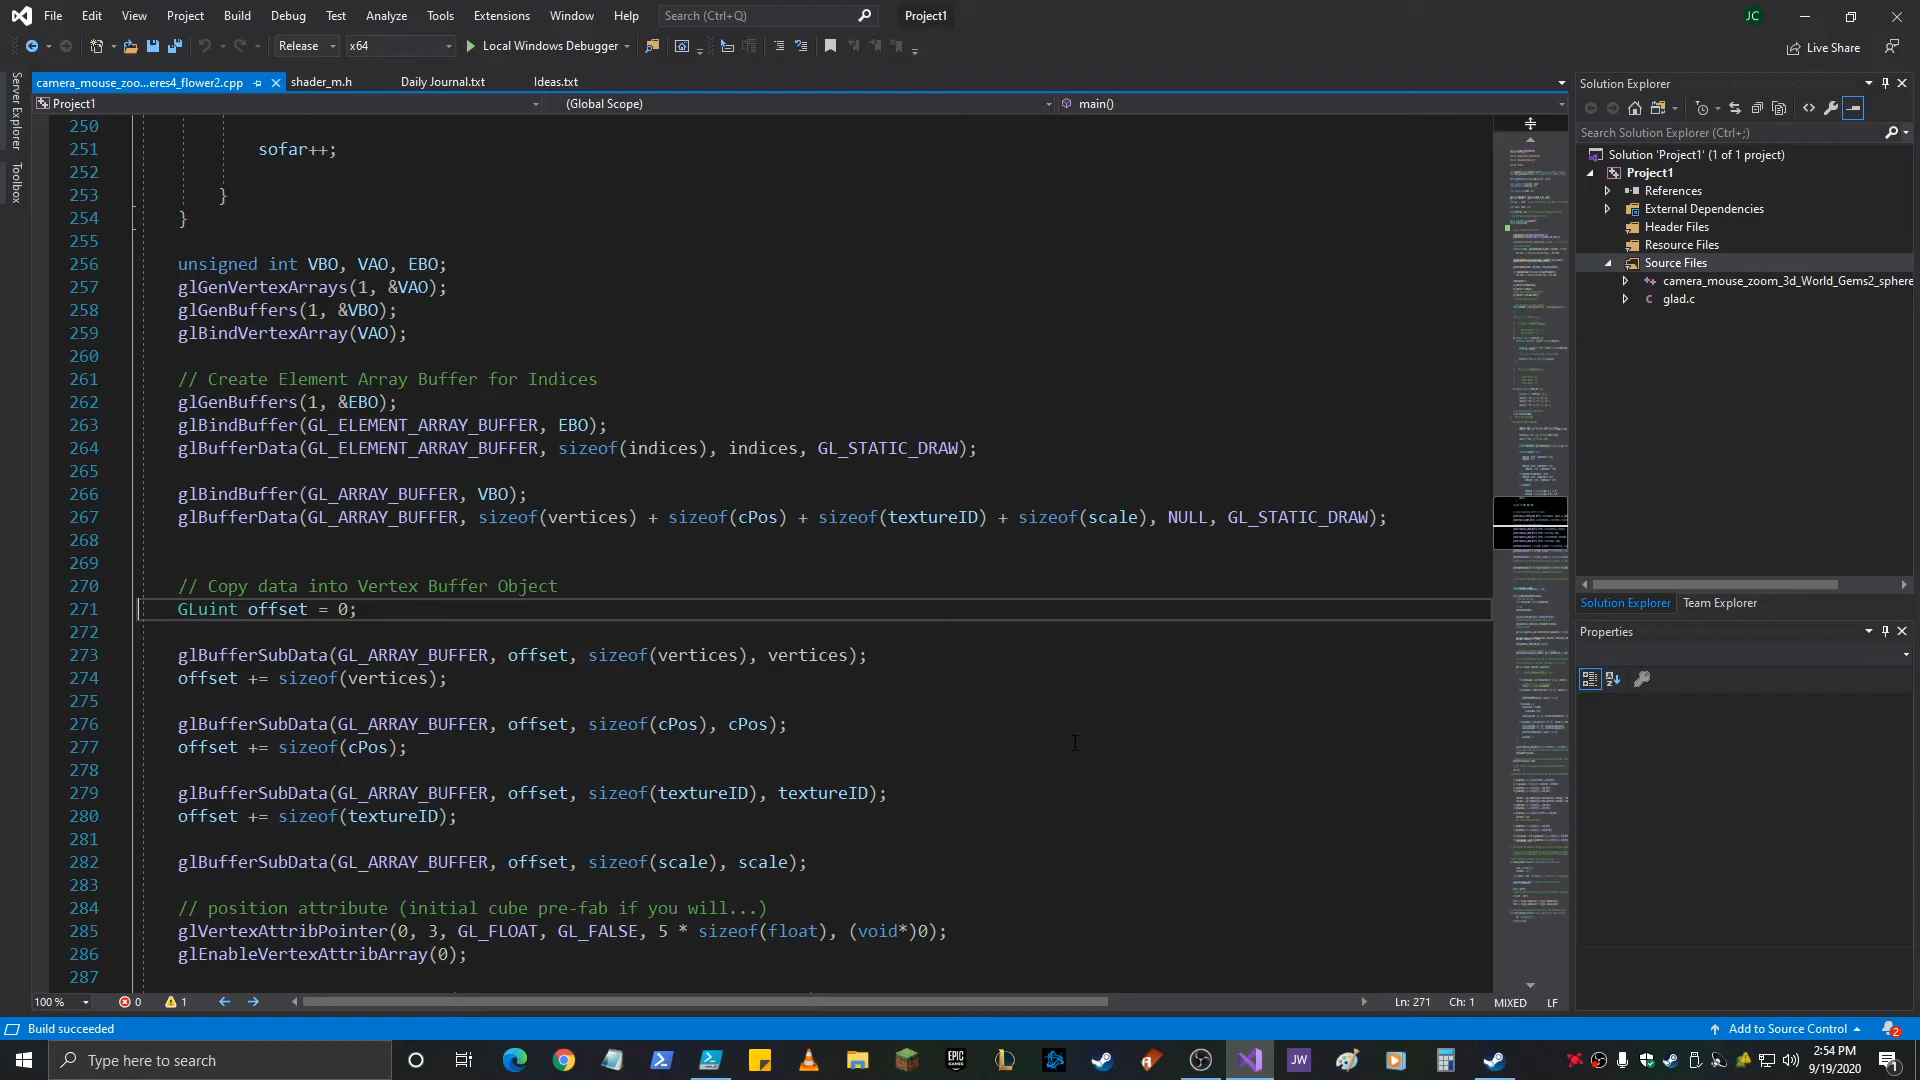 File Edit View Project Build Debug Test Analyze Tools Extensions Window Help Search (Ctrl+Q) Project1 JC
Release x64 Local Windows Debugger Live Share
camera_mouse_zoo...eres4_flower2.cpp shader_m.h Daily Journal.txt Ideas.txt
Project1 (Global Scope) main()
Server Explorer
Toolbox
250
251 sofar++;
252
253 }
254 }
255
256 unsigned int VBO, VAO, EBO;
257 glGenVertexArrays(1, &VAO);
258 glGenBuffers(1, &VBO);
259 glBindVertexArray(VAO);
260
261 // Create Element Array Buffer for Indices
262 glGenBuffers(1, &EBO);
263 glBindBuffer(GL_ELEMENT_ARRAY_BUFFER, EBO);
264 glBufferData(GL_ELEMENT_ARRAY_BUFFER, sizeof(indices), indices, GL_STATIC_DRAW);
265
266 glBindBuffer(GL_ARRAY_BUFFER, VBO);
267 glBufferData(GL_ARRAY_BUFFER, sizeof(vertices) + sizeof(cPos) + sizeof(textureID) + sizeof(scale), NULL, GL_STATIC_DRAW);
268
269
270 // Copy data into Vertex Buffer Object
271 GLuint offset = 0;
272
273 glBufferSubData(GL_ARRAY_BUFFER, offset, sizeof(vertices), vertices);
274 offset += sizeof(vertices);
275
276 glBufferSubData(GL_ARRAY_BUFFER, offset, sizeof(cPos), cPos);
277 offset += sizeof(cPos);
278
279 glBufferSubData(GL_ARRAY_BUFFER, offset, sizeof(textureID), textureID);
280 offset += sizeof(textureID);
281
282 glBufferSubData(GL_ARRAY_BUFFER, offset, sizeof(scale), scale);
283
284 // position attribute (initial cube pre-fab if you will...)
285 glVertexAttribPointer(0, 3, GL_FLOAT, GL_FALSE, 5 * sizeof(float), (void*)0);
286 glEnableVertexAttribArray(0);
287
100 % 0 1 Ln: 271 Ch: 1 MIXED LF
Solution Explorer
Search Solution Explorer (Ctrl+;)
Solution 'Project1' (1 of 1 project)
Project1
References
External Dependencies
Header Files
Resource Files
Source Files
camera_mouse_zoom_3d_World_Gems2_sphere
glad.c
Solution Explorer Team Explorer
Properties
Build succeeded Add to Source Control 2
Type here to search EPIC GAMES JW 2:54 PM
9/19/2020 1